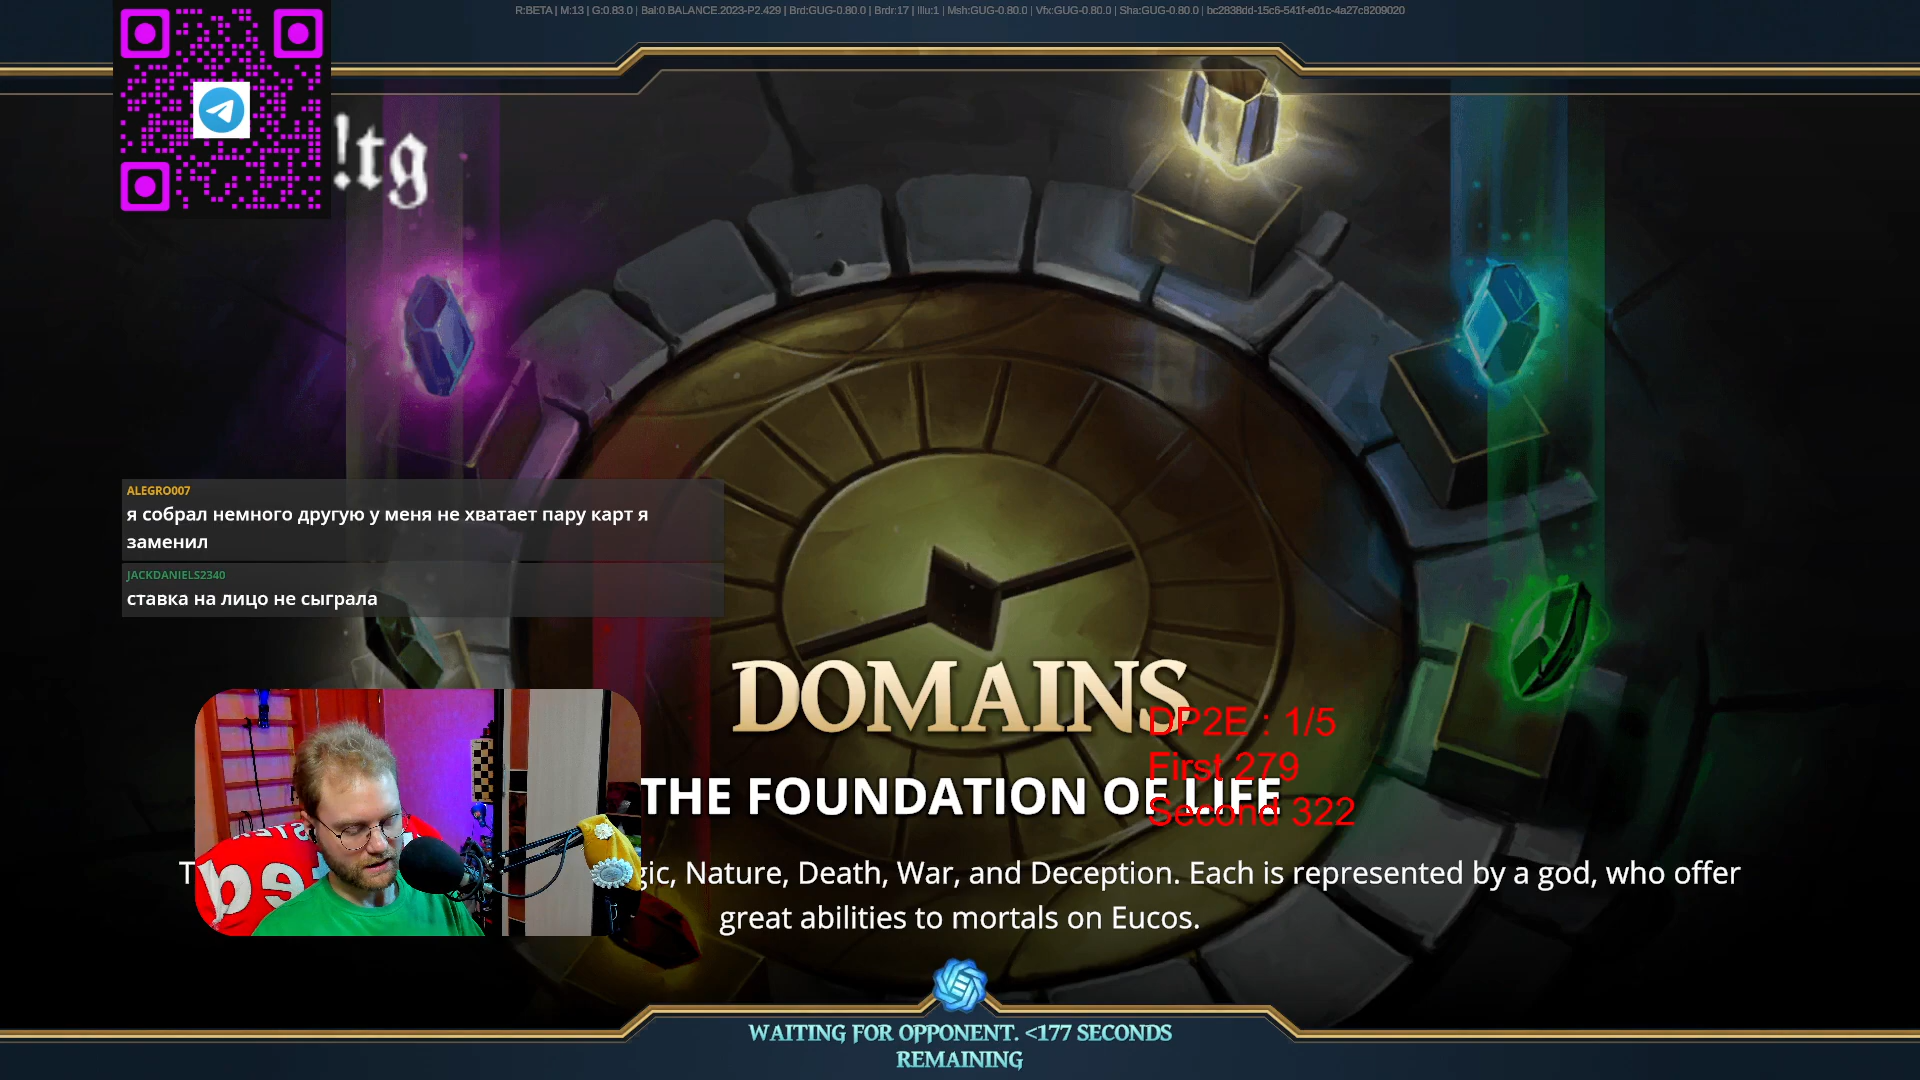 R:BETA | M:13 | G:0.83.0 | Bal:0.BALANCE.2023-P2.429 | Brd:GUG-0.80.0 | Brdr:17 | Illu:1 | Msh:GUG-0.80.0 | Vfx:GUG-0.80.0 | Sha:GUG-0.80.0 | bc2838dd-15c6-541f-e01c-4a27c8209020
!tg
ALEGRO007
я собрал немного другую у меня не хватает пару карт я
заменил
JACKDANIELS2340
ставка на лицо не сыграла
DOMAINS
DP2E : 1/5
First 279
THE FOUNDATION OF LIFE
Second 322
Nature, Death, War, and Deception. Each is represented by a god, who offer
great abilities to mortals on Eucos.
WAITING FOR OPPONENT. <177 SECONDS
REMAINING